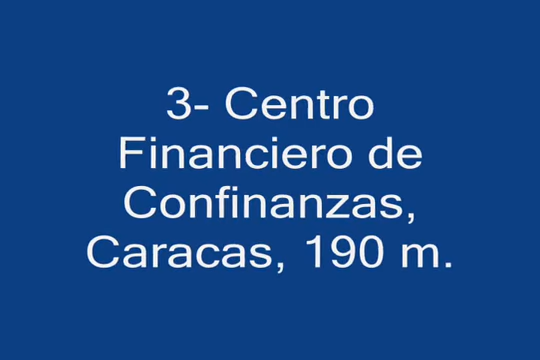 3- Centro
Financiero de
Confinanzas,
Caracas, 190 m.